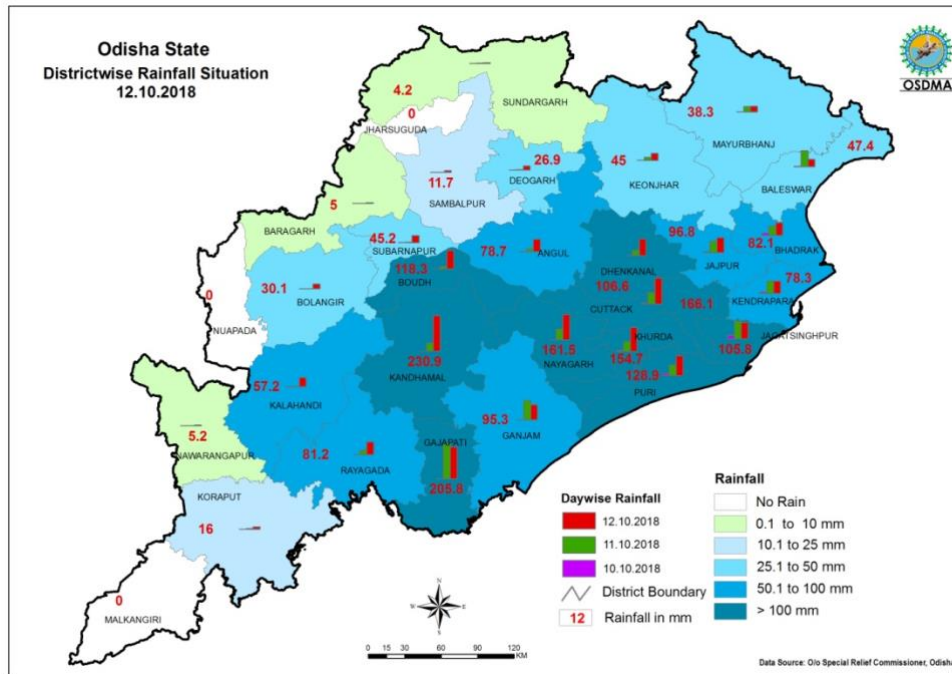 Odisha State
Districtwise Rainfall Situation
12.10.2018
OSDMA
4.2
SUNDARGARH
0
JHARSUGUDA
38.3
MAYURBHANJ
47.4
11.7
SAMBALPUR
26.9
DEOGARH
45
KEONJHAR
BALESWAR
5
BARAGARH
45.2
SUBARNAPUR
78.7
ANGUL
96.8
JAJPUR
82.1
BHADRAK
118.3
BOUDH
DHENKANAL
106.6
CUTTACK
166.1
78.3
KENDRAPARA
0
NUAPADA
30.1
BOLANGIR
230.9
KANDHAMAL
161.5
NAYAGARH
KHURDA
154.7
JAGATSINGHPUR
105.8
128.9
PURI
57.2
KALAHANDI
95.3
GANJAM
5.2
NAWARANGAPUR
81.2
RAYAGADA
GAJAPATI
205.8
KORAPUT
16
0
MALKANGIRI
Daywise Rainfall
12.10.2018
11.10.2018
10.10.2018
District Boundary
12 Rainfall in mm
Rainfall
No Rain
0.1 to 10 mm
10.1 to 25 mm
25.1 to 50 mm
50.1 to 100 mm
> 100 mm
N
W E
S
0 15 30 60 90 120
KM
Data Source: O/o Special Relief Commissioner, Odisha